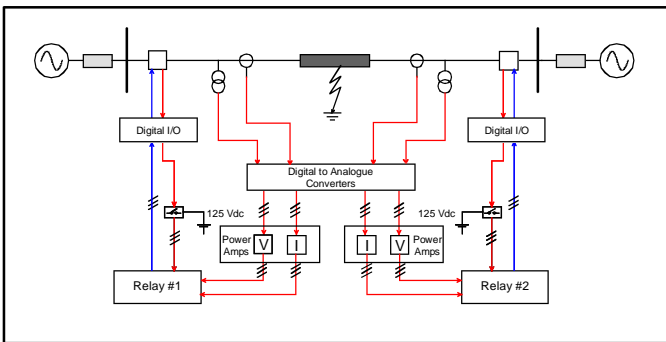 Digital I/O
Digital I/O
Digital to Analogue
Converters
125 Vdc
125 Vdc
Power
Amps
V
I
I
V
Power
Amps
Relay #1
Relay #2